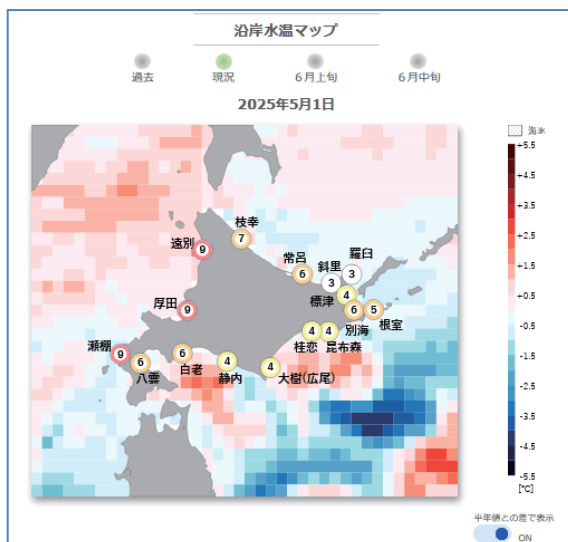 沿岸水温マップ
過去 現況 6月上旬 6月中旬
2025年5月1日
海氷
+5.5
+4.5
+3.5
+2.5
+1.5
+0.5
-0.5
-1.5
-2.5
-3.5
-4.5
-5.5
[℃]
枝幸
7
遠別
9
常呂
6
斜里
3
羅臼
3
標津
4
厚田
9
別海
6
根室
5
桂恋
4
昆布森
4
瀬棚
9
八雲
6
白老
6
静内
4
大樹(広尾)
4
平年値との差で表示
ON